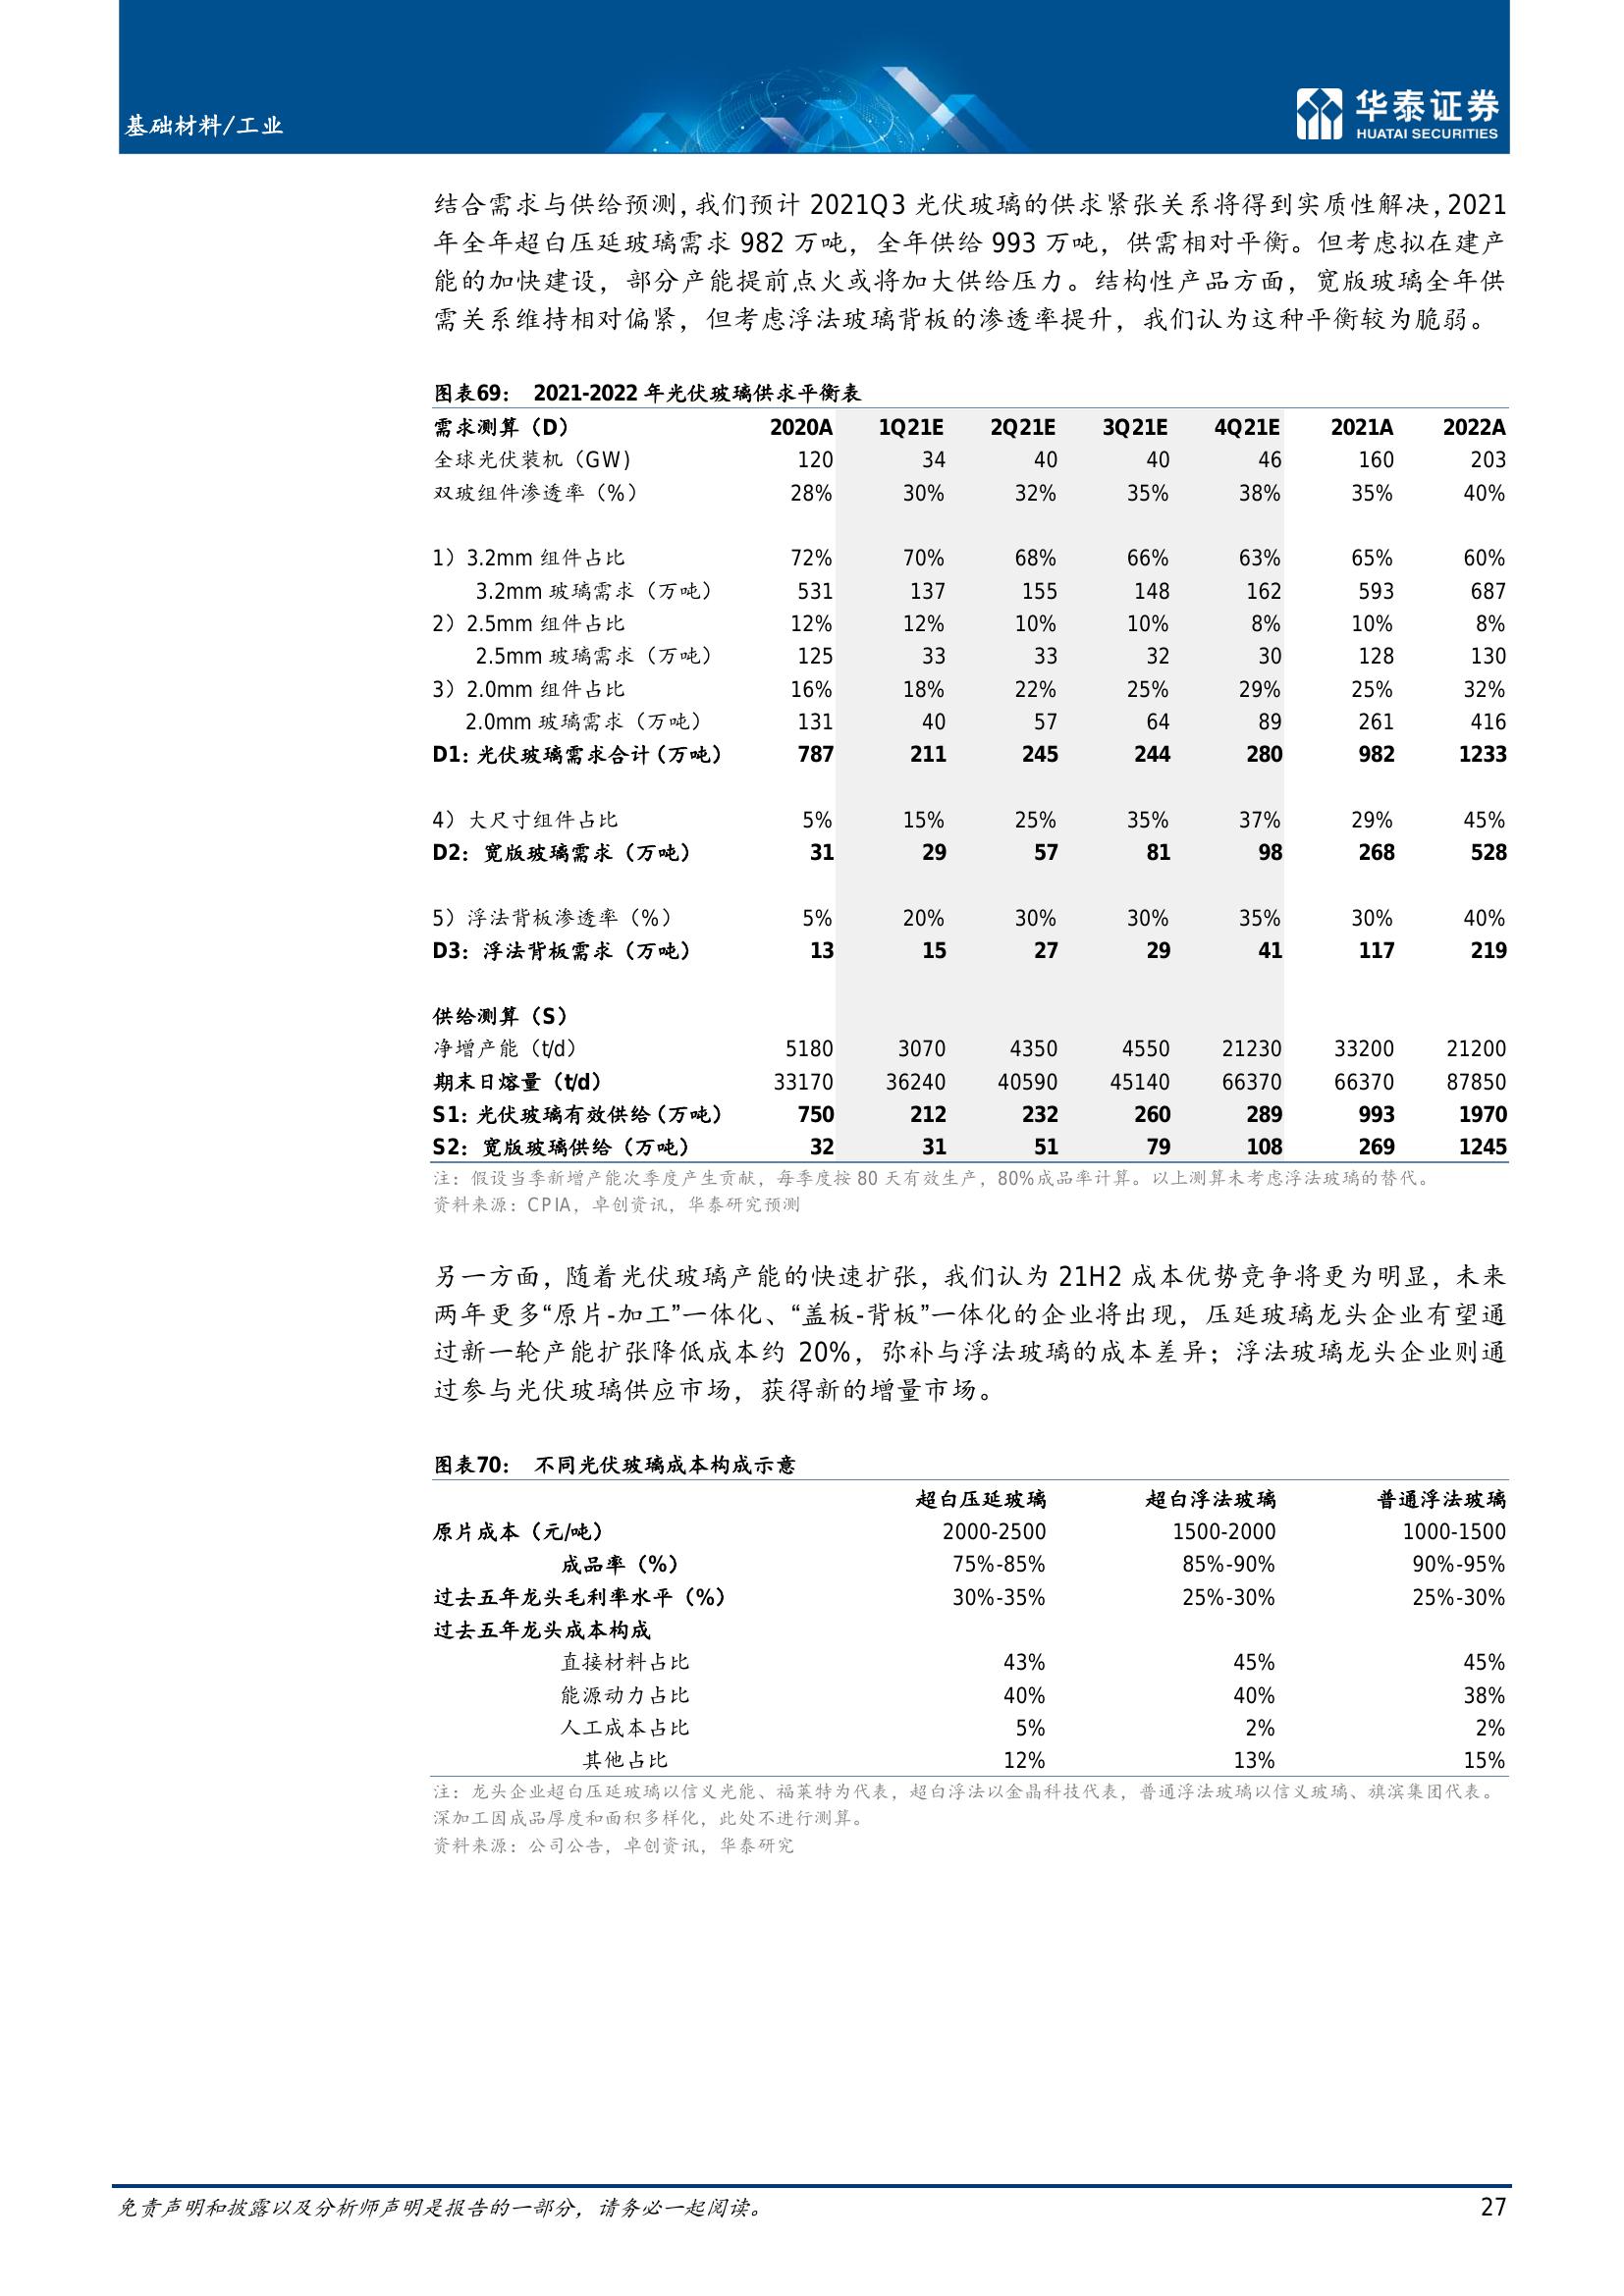 基础材料/工业
华泰证券
HUATAI SECURITIES
结合需求与供给预测，我们预计 2021Q3 光伏玻璃的供求紧张关系将得到实质性解决，2021
年全年超白压延玻璃需求 982 万吨，全年供给 993 万吨，供需相对平衡。但考虑拟在建产
能的加快建设，部分产能提前点火或将加大供给压力。结构性产品方面，宽版玻璃全年供
需关系维持相对偏紧，但考虑浮法玻璃背板的渗透率提升，我们认为这种平衡较为脆弱。
图表69： 2021-2022 年光伏玻璃供求平衡表
需求测算（D） 2020A 1Q21E 2Q21E 3Q21E 4Q21E 2021A 2022A
全球光伏装机（GW） 120 34 40 40 46 160 203
双玻组件渗透率（%） 28% 30% 32% 35% 38% 35% 40%
1）3.2mm 组件占比 72% 70% 68% 66% 63% 65% 60%
3.2mm 玻璃需求（万吨） 531 137 155 148 162 593 687
2）2.5mm 组件占比 12% 12% 10% 10% 8% 10% 8%
2.5mm 玻璃需求（万吨） 125 33 33 32 30 128 130
3）2.0mm 组件占比 16% 18% 22% 25% 29% 25% 32%
2.0mm 玻璃需求（万吨） 131 40 57 64 89 261 416
D1：光伏玻璃需求合计（万吨） 787 211 245 244 280 982 1233
4）大尺寸组件占比 5% 15% 25% 35% 37% 29% 45%
D2：宽版玻璃需求（万吨） 31 29 57 81 98 268 528
5）浮法背板渗透率（%） 5% 20% 30% 30% 35% 30% 40%
D3：浮法背板需求（万吨） 13 15 27 29 41 117 219
供给测算（S）
净增产能（t/d） 5180 3070 4350 4550 21230 33200 21200
期末日熔量（t/d） 33170 36240 40590 45140 66370 66370 87850
S1：光伏玻璃有效供给（万吨） 750 212 232 260 289 993 1970
S2：宽版玻璃供给（万吨） 32 31 51 79 108 269 1245
注：假设当季新增产能次季度产生贡献，每季度按 80 天有效生产，80%成品率计算。以上测算未考虑浮法玻璃的替代。
资料来源：CPIA，卓创资讯，华泰研究预测
另一方面，随着光伏玻璃产能的快速扩张，我们认为 21H2 成本优势竞争将更为明显，未来
两年更多“原片-加工”一体化、“盖板-背板”一体化的企业将出现，压延玻璃龙头企业有望通
过新一轮产能扩张降低成本约 20%，弥补与浮法玻璃的成本差异；浮法玻璃龙头企业则通
过参与光伏玻璃供应市场，获得新的增量市场。
图表70： 不同光伏玻璃成本构成示意
超白压延玻璃 超白浮法玻璃 普通浮法玻璃
原片成本（元/吨） 2000-2500 1500-2000 1000-1500
成品率（%） 75%-85% 85%-90% 90%-95%
过去五年龙头毛利率水平（%） 30%-35% 25%-30% 25%-30%
过去五年龙头成本构成
直接材料占比 43% 45% 45%
能源动力占比 40% 40% 38%
人工成本占比 5% 2% 2%
其他占比 12% 13% 15%
注：龙头企业超白压延玻璃以信义光能、福莱特为代表，超白浮法以金晶科技代表，普通浮法玻璃以信义玻璃、旗滨集团代表。
深加工因成品厚度和面积多样化，此处不进行测算。
资料来源：公司公告，卓创资讯，华泰研究
免责声明和披露以及分析师声明是报告的一部分，请务必一起阅读。 27